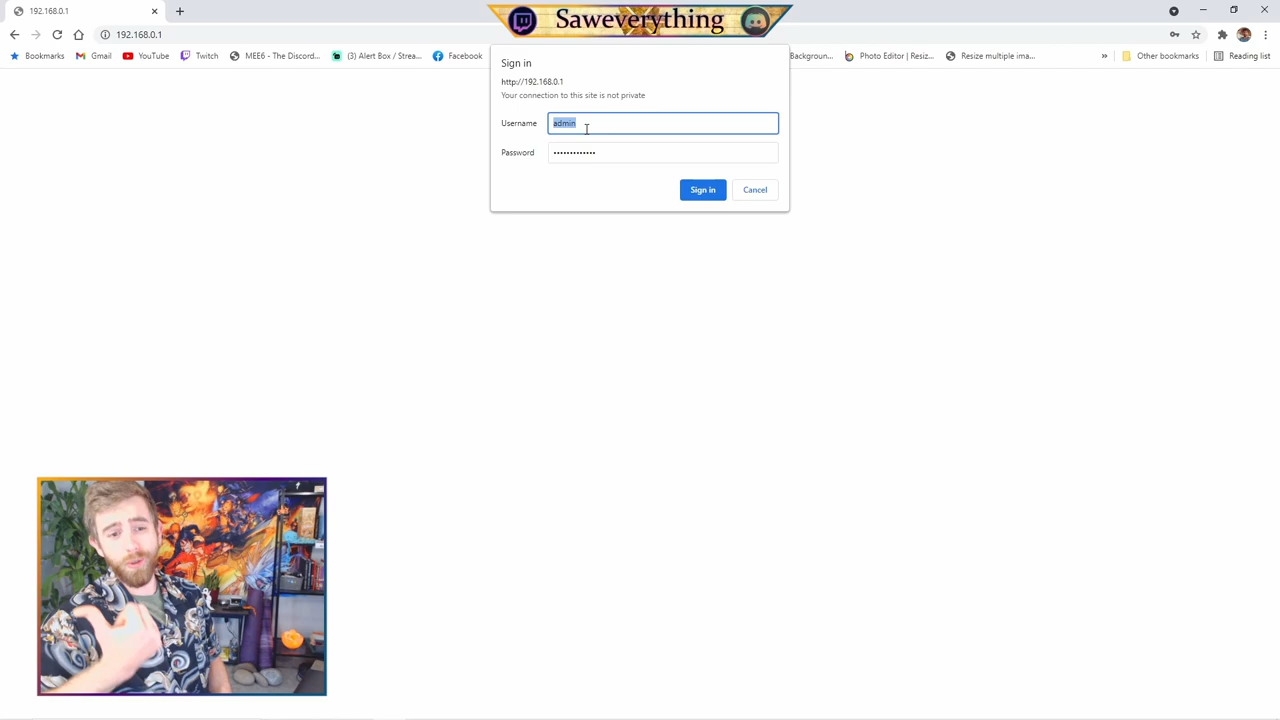 192.168.0.1
Saweverything
192.168.0.1
Bookmarks
Gmail
YouTube
Twitch
MEE6 - The Discord...
(3) Alert Box / Strea...
Facebook
Backgroun...
Photo Editor | Resiz...
Resize multiple ima...
»
Other bookmarks
Reading list
Sign in
http://192.168.0.1
Your connection to this site is not private
Username
admin
Password
•••••••••••••
Sign in
Cancel